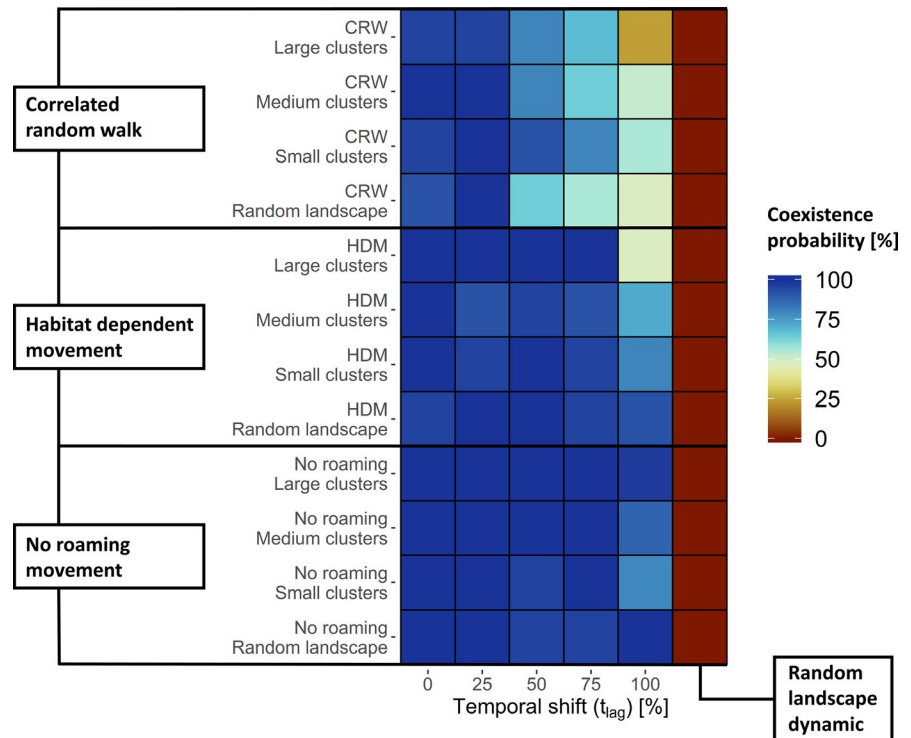 CRW
Large clusters
CRW
Medium clusters
CRW
Small clusters
CRW
Random landscape
HDM
Large clusters
HDM
Medium clusters
HDM
Small clusters
HDM
Random landscape
No roaming
Large clusters
No roaming
Medium clusters
No roaming
Small clusters
No roaming
Random landscape
Correlated
random walk
Habitat dependent
movement
No roaming
movement
0 25 50 75 100
Temporal shift (tlag) [%]
Coexistence
probability [%]
100
75
50
25
0
Random
landscape
dynamic